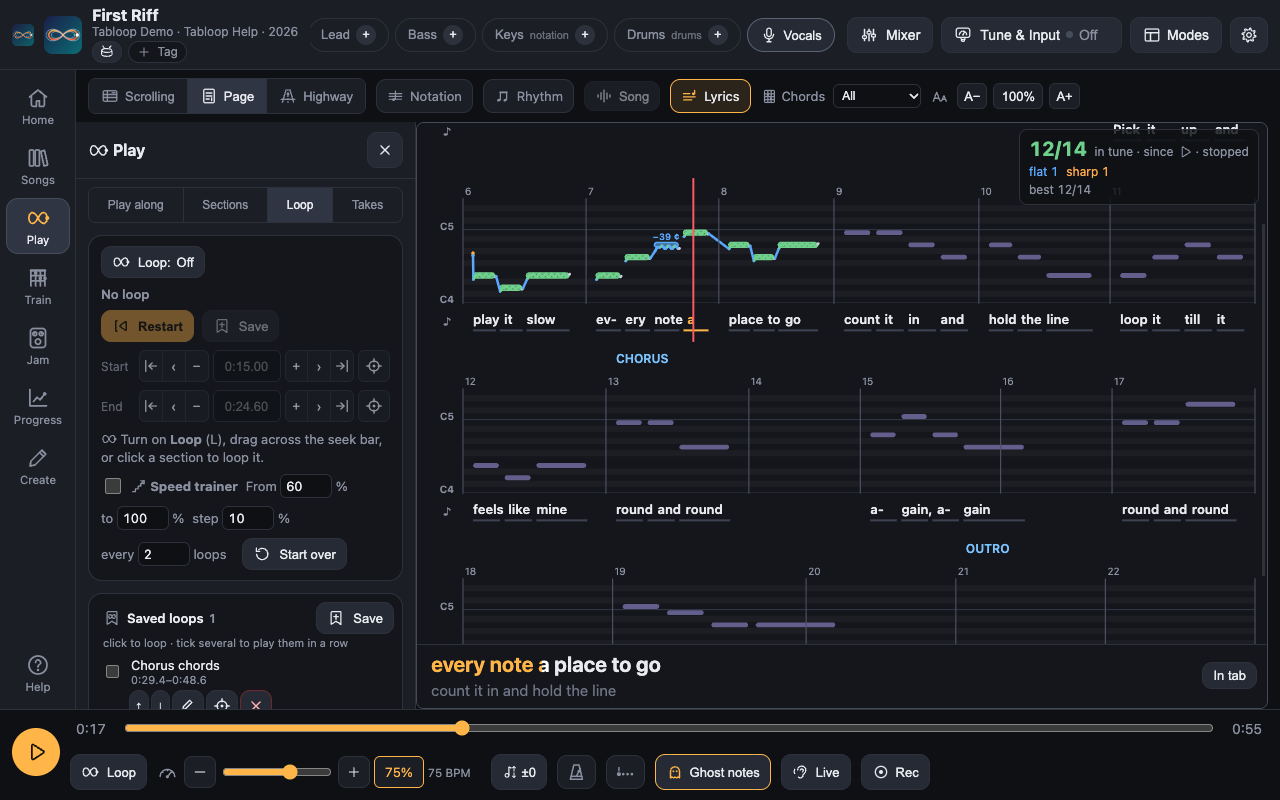 First Riff
Tabloop Demo · Tabloop Help · 2026
+ Tag
Lead +
Bass +
Keys notation +
Drums drums +
Vocals
Mixer
Tune & Input Off
Modes
Home
Songs
Play
Train
Jam
Progress
Create
Help
Scrolling Page Highway
Notation
Rhythm
Song
Lyrics
Chords All
AA A− 100% A+
Play
Play along Sections Loop Takes
Loop: Off
No loop
Restart Save
Start 0:15.00
End 0:24.60
Turn on Loop (L), drag across the seek bar,
or click a section to loop it.
Speed trainer From 60 %
to 100 % step 10 %
every 2 loops Start over
Saved loops 1 Save
click to loop · tick several to play them in a row
Chorus chords
0:29.4–0:48.6
Pick it up and
12/14 in tune · since ▷ · stopped
flat 1 sharp 1
best 12/14
6 7 8 9 10 11
C5
−39 ¢
C4
play it slow ev- ery note a place to go count it in and hold the line loop it till it
CHORUS
12 13 14 15 16 17
C5
C4
feels like mine round and round a- gain, a- gain round and round
OUTRO
18 19 20 21 22
C5
every note a place to go
count it in and hold the line
In tab
0:17 0:55
Loop − + 75% 75 BPM ±0 Ghost notes Live Rec